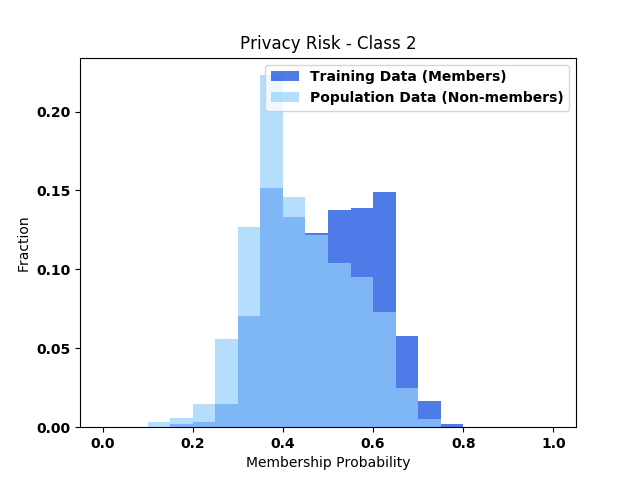 Privacy Risk - Class 2
Training Data (Members)
Population Data (Non-members)
0.20
0.15
0.10
0.05
0.00
Fraction
0.0 0.2 0.4 0.6 0.8 1.0
Membership Probability